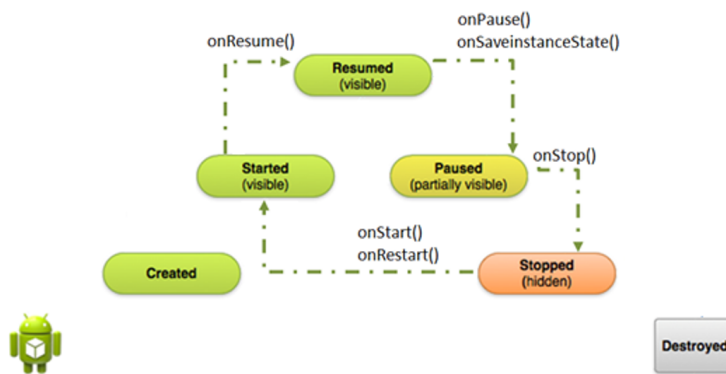 onPause()
onResume()
onSaveinstanceState()
Resumed
(visible)
onStop()
Started
(visible)
Paused
(partially visible)
onStart()
onRestart()
Created
Stopped
(hidden)
Destroyed